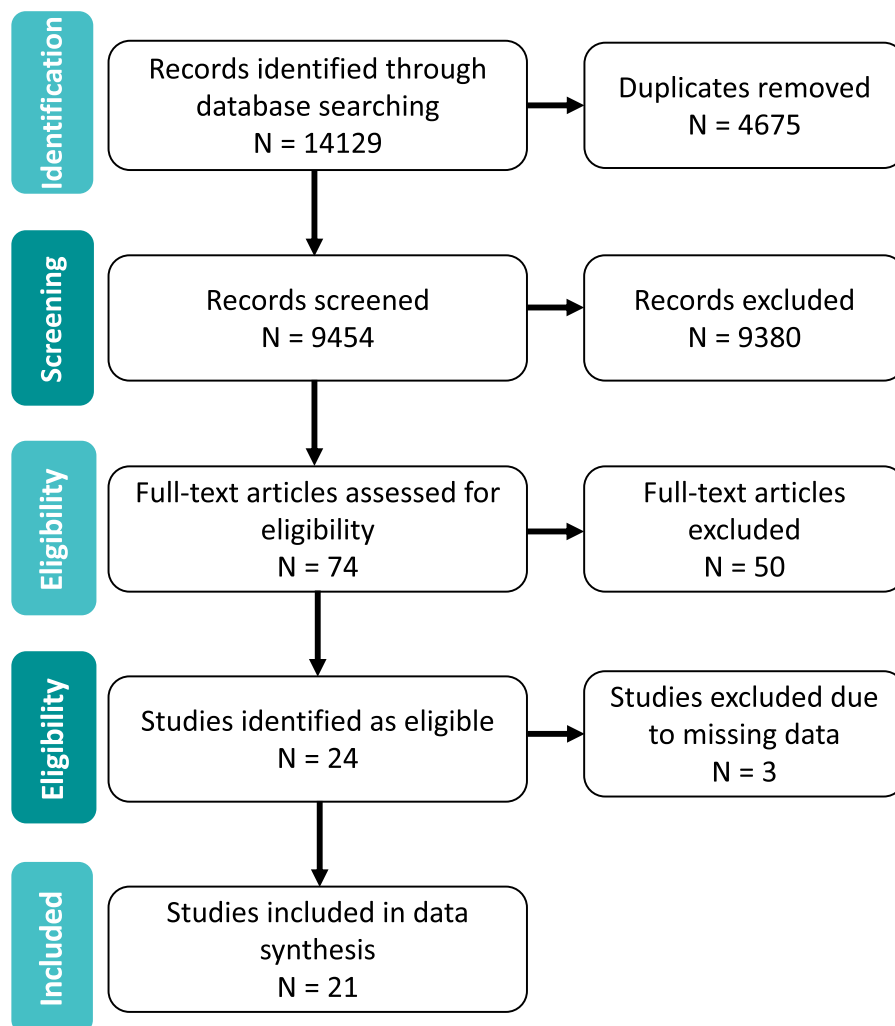 Identification
Records identified through
database searching
N = 14129
Duplicates removed
N = 4675
Screening
Records screened
N = 9454
Records excluded
N = 9380
Eligibility
Full-text articles assessed for
eligibility
N = 74
Full-text articles
excluded
N = 50
Eligibility
Studies identified as eligible
N = 24
Studies excluded due
to missing data
N = 3
Included
Studies included in data
synthesis
N = 21